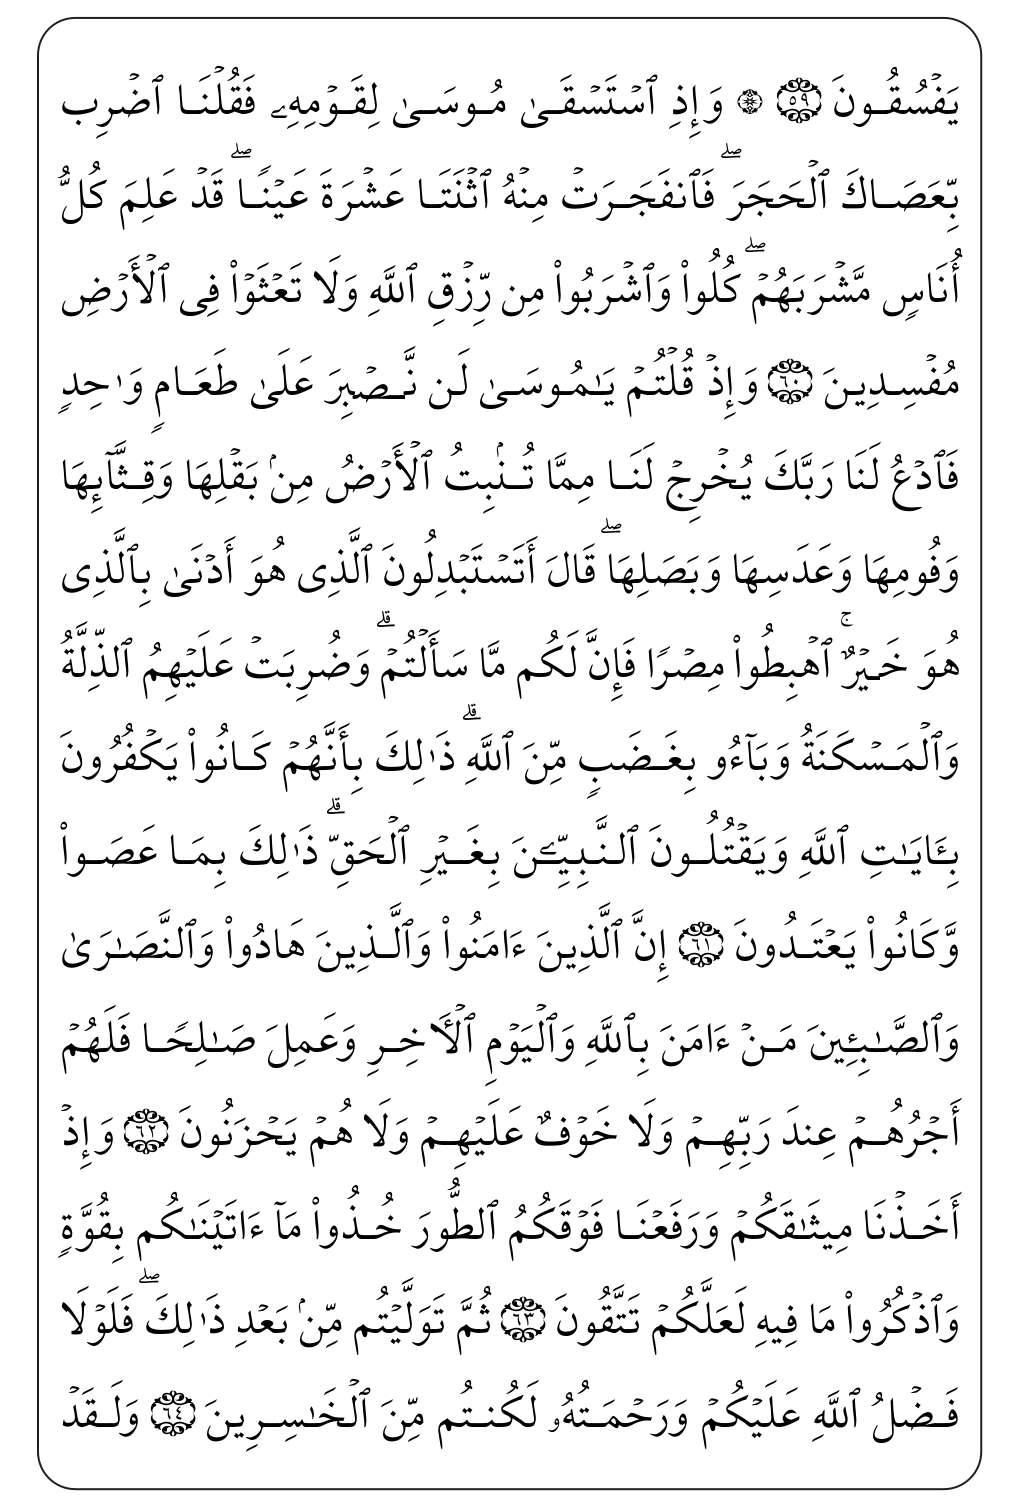 يَفۡسُقُونَ ٥٩ ۞ وَإِذِ ٱسۡتَسۡقَىٰ مُوسَىٰ لِقَوۡمِهِۦ فَقُلۡنَا ٱضۡرِب
بِّعَصَاكَ ٱلۡحَجَرَۖ فَٱنفَجَرَتۡ مِنۡهُ ٱثۡنَتَا عَشۡرَةَ عَيۡنٗاۖ قَدۡ عَلِمَ كُلُّ
أُنَاسٖ مَّشۡرَبَهُمۡۖ كُلُواْ وَٱشۡرَبُواْ مِن رِّزۡقِ ٱللَّهِ وَلَا تَعۡثَوۡاْ فِى ٱلۡأَرۡضِ
مُفۡسِدِينَ ٦٠ وَإِذۡ قُلۡتُمۡ يَٰمُوسَىٰ لَن نَّصۡبِرَ عَلَىٰ طَعَامٖ وَٰحِدٖ
فَٱدۡعُ لَنَا رَبَّكَ يُخۡرِجۡ لَنَا مِمَّا تُنۢبِتُ ٱلۡأَرۡضُ مِنۢ بَقۡلِهَا وَقِثَّآئِهَا
وَفُومِهَا وَعَدَسِهَا وَبَصَلِهَاۖ قَالَ أَتَسۡتَبۡدِلُونَ ٱلَّذِى هُوَ أَدۡنَىٰ بِٱلَّذِى
هُوَ خَيۡرٌۚ ٱهۡبِطُواْ مِصۡرٗا فَإِنَّ لَكُم مَّا سَأَلۡتُمۡۗ وَضُرِبَتۡ عَلَيۡهِمُ ٱلذِّلَّةُ
وَٱلۡمَسۡكَنَةُ وَبَآءُو بِغَضَبٖ مِّنَ ٱللَّهِۗ ذَٰلِكَ بِأَنَّهُمۡ كَانُواْ يَكۡفُرُونَ
بِـَٔايَٰتِ ٱللَّهِ وَيَقۡتُلُونَ ٱلنَّبِيِّـۧنَ بِغَيۡرِ ٱلۡحَقِّۗ ذَٰلِكَ بِمَا عَصَواْ
وَّكَانُواْ يَعۡتَدُونَ ٦١ إِنَّ ٱلَّذِينَ ءَامَنُواْ وَٱلَّذِينَ هَادُواْ وَٱلنَّصَٰرَىٰ
وَٱلصَّٰبِـِٔينَ مَنۡ ءَامَنَ بِٱللَّهِ وَٱلۡيَوۡمِ ٱلۡأٓخِرِ وَعَمِلَ صَٰلِحٗا فَلَهُمۡ
أَجۡرُهُمۡ عِندَ رَبِّهِمۡ وَلَا خَوۡفٌ عَلَيۡهِمۡ وَلَا هُمۡ يَحۡزَنُونَ ٦٢ وَإِذۡ
أَخَذۡنَا مِيثَٰقَكُمۡ وَرَفَعۡنَا فَوۡقَكُمُ ٱلطُّورَ خُذُواْ مَآ ءَاتَيۡنَٰكُم بِقُوَّةٖ
وَٱذۡكُرُواْ مَا فِيهِ لَعَلَّكُمۡ تَتَّقُونَ ٦٣ ثُمَّ تَوَلَّيۡتُم مِّنۢ بَعۡدِ ذَٰلِكَۖ فَلَوۡلَا
فَضۡلُ ٱللَّهِ عَلَيۡكُمۡ وَرَحۡمَتُهُۥ لَكُنتُم مِّنَ ٱلۡخَٰسِرِينَ ٦٤ وَلَقَدۡ